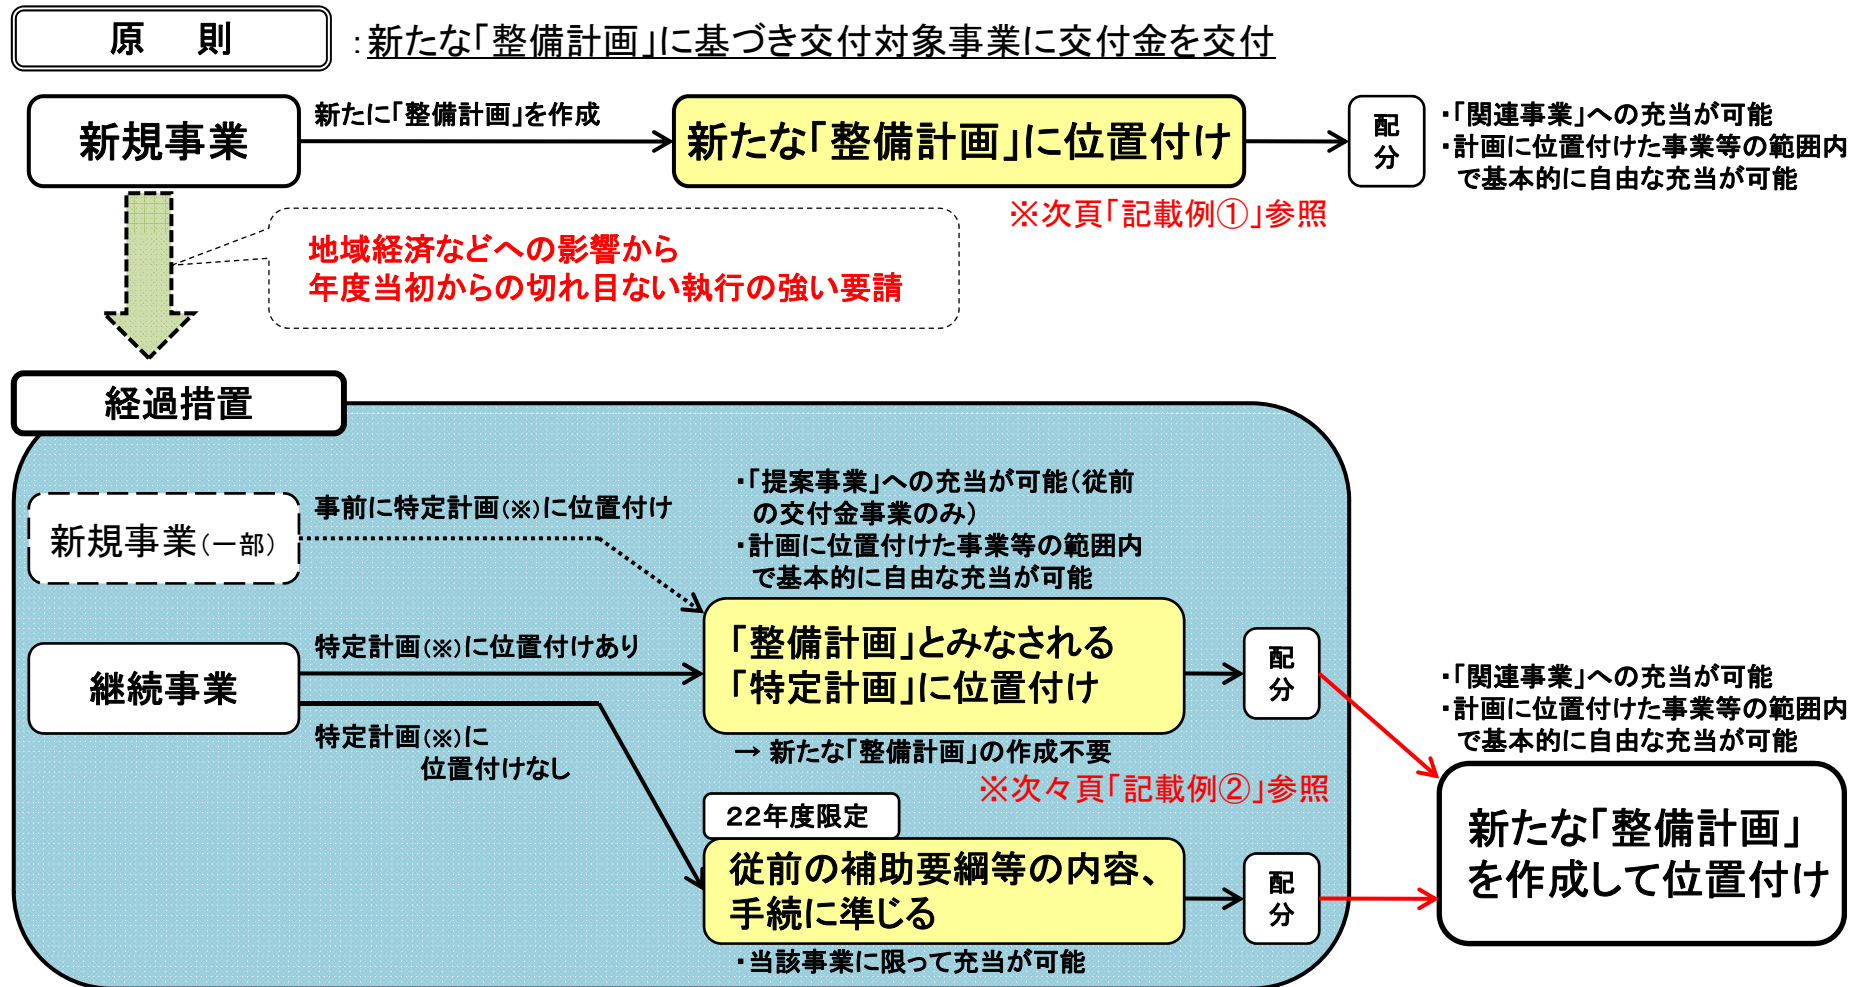 原　則
：新たな「整備計画」に基づき交付対象事業に交付金を交付
新規事業
新たに「整備計画」を作成
新たな「整備計画」に位置付け
配
分
・「関連事業」への充当が可能
・計画に位置付けた事業等の範囲内
で基本的に自由な充当が可能
※次頁「記載例①」参照
地域経済などへの影響から
年度当初からの切れ目ない執行の強い要請
経過措置
新規事業（一部）
事前に特定計画（※）に位置付け
・「提案事業」への充当が可能（従前
の交付金事業のみ）
・計画に位置付けた事業等の範囲内
で基本的に自由な充当が可能
継続事業
特定計画（※）に位置付けあり
「整備計画」とみなされる
「特定計画」に位置付け
配
分
→ 新たな「整備計画」の作成不要
※次々頁「記載例②」参照
特定計画（※）に
位置付けなし
22年度限定
従前の補助要綱等の内容、
手続に準じる
配
分
・当該事業に限って充当が可能
・「関連事業」への充当が可能
・計画に位置付けた事業等の範囲内
で基本的に自由な充当が可能
新たな「整備計画」
を作成して位置付け